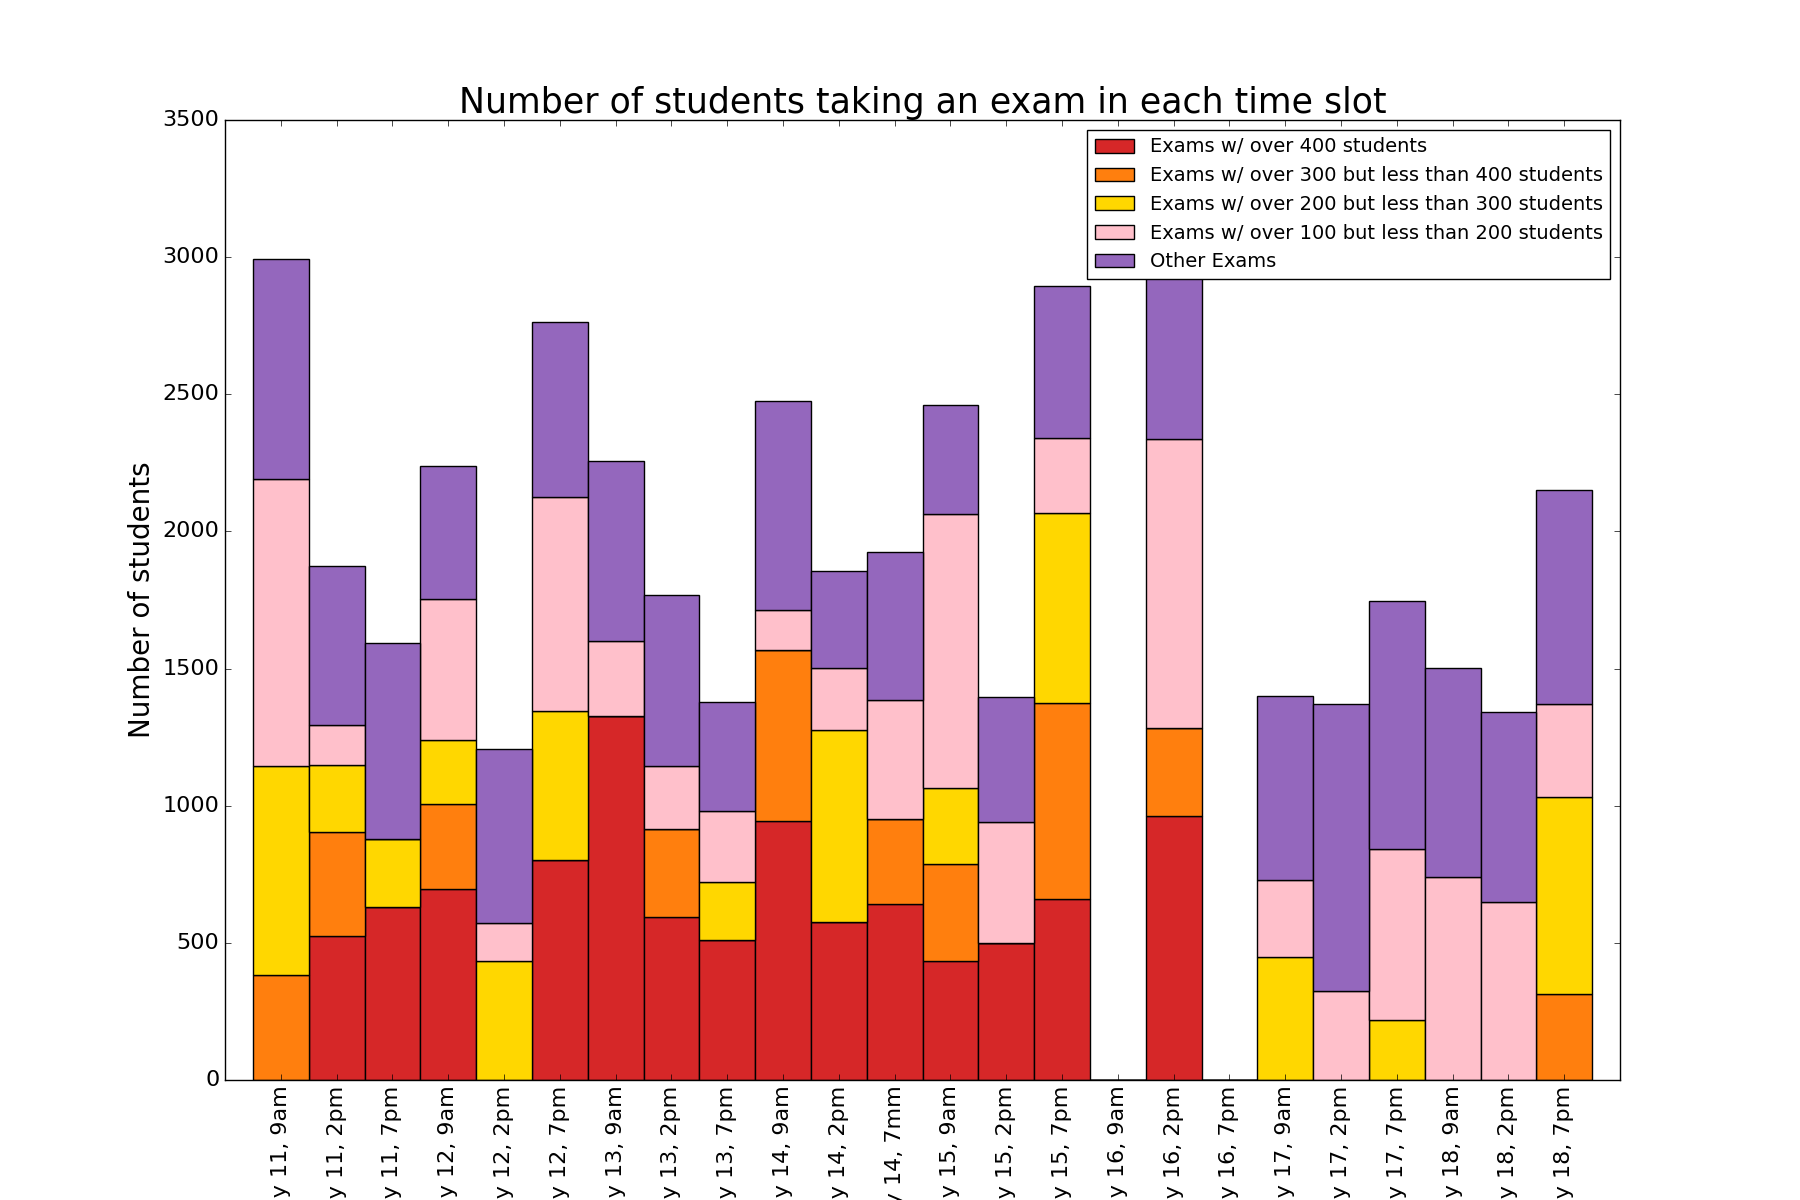 Number of students taking an exam in each time slot
Exams w/ over 400 students
Exams w/ over 300 but less than 400 students
Exams w/ over 200 but less than 300 students
Exams w/ over 100 but less than 200 students
Other Exams
Number of students
3500
3000
2500
2000
1500
1000
500
0
y 11, 9am
y 11, 2pm
y 11, 7pm
y 12, 9am
y 12, 2pm
y 12, 7pm
y 13, 9am
y 13, 2pm
y 13, 7pm
y 14, 9am
y 14, 2pm
y 14, 7mm
y 15, 9am
y 15, 2pm
y 15, 7pm
y 16, 9am
y 16, 2pm
y 16, 7pm
y 17, 9am
y 17, 2pm
y 17, 7pm
y 18, 9am
y 18, 2pm
y 18, 7pm